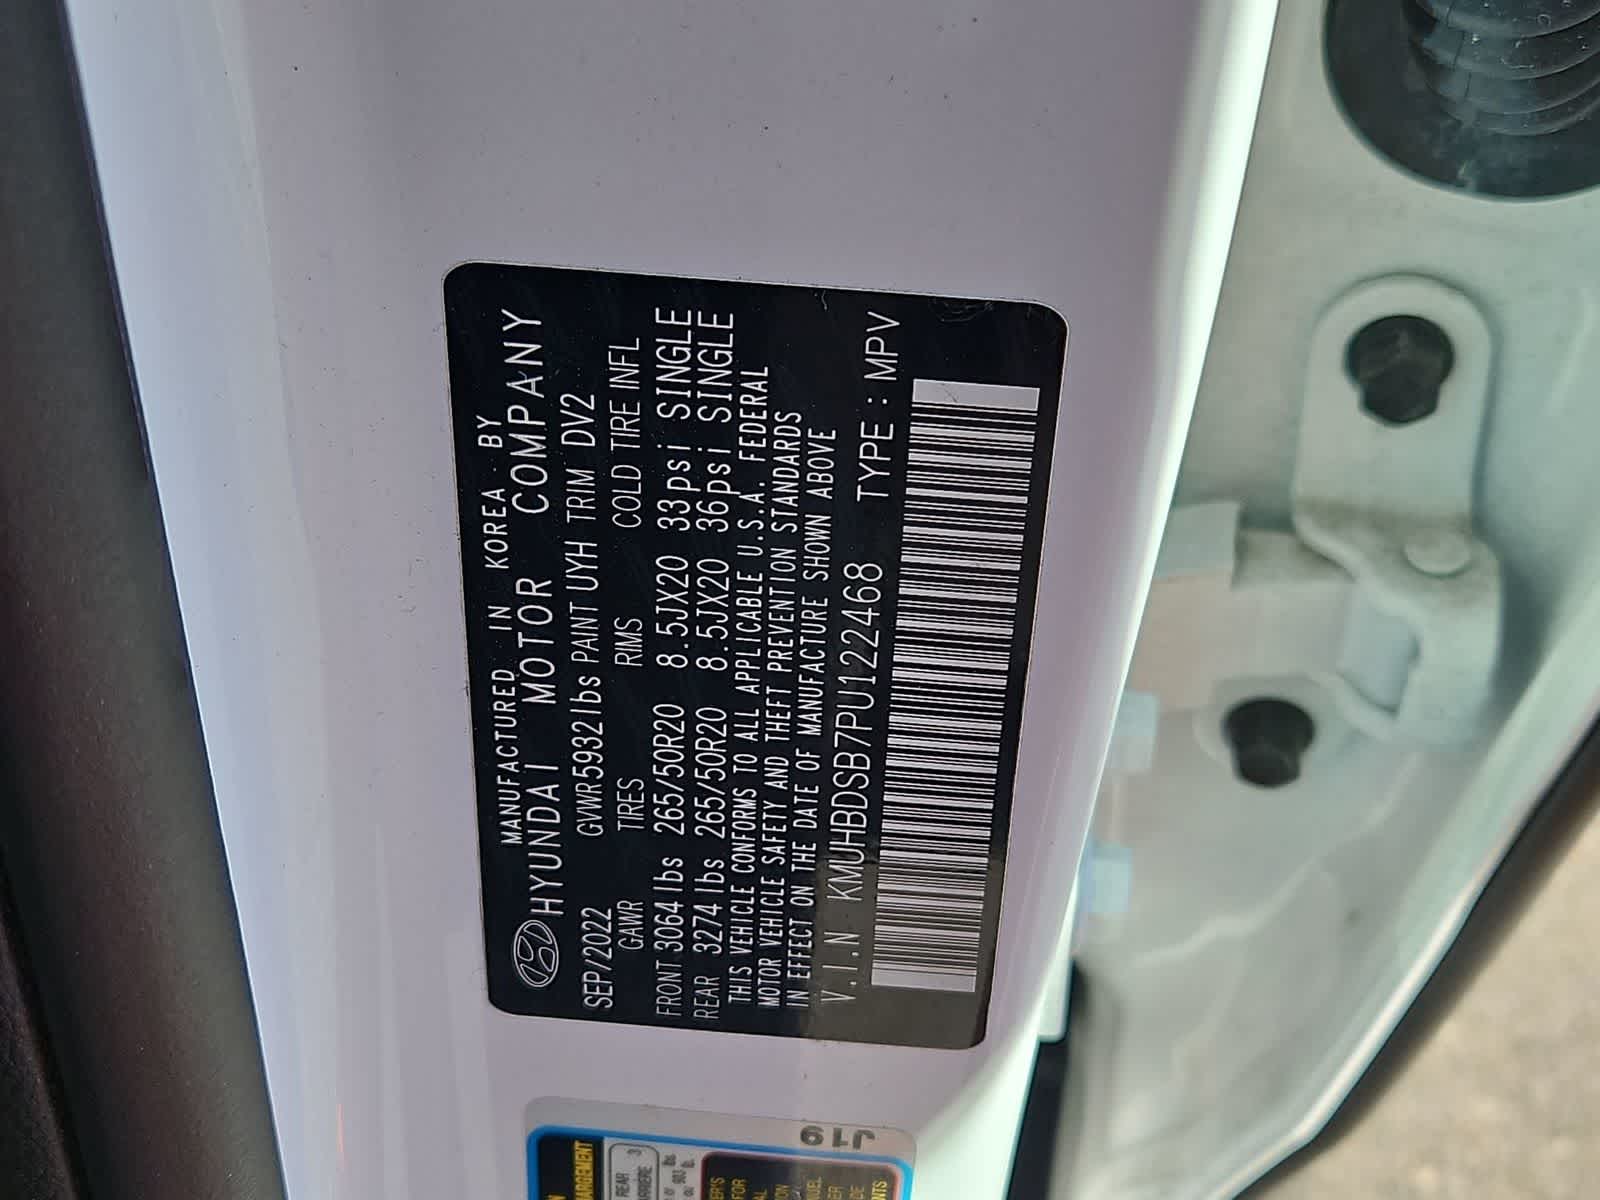 MANUFACTURED IN KOREA BY
HYUNDAI MOTOR COMPANY
SEP/2022 GVWR5932lbs PAINT UYH TRIM DV2
GAWR TIRES RIMS COLD TIRE INFL
FRONT 3064lbs 265/50R20 8.5JX20 33psi SINGLE
REAR 3274lbs 265/50R20 8.5JX20 36psi SINGLE
THIS VEHICLE CONFORMS TO ALL APPLICABLE U.S.A. FEDERAL
MOTOR VEHICLE SAFETY AND THEFT PREVENTION STANDARDS
IN EFFECT ON THE DATE OF MANUFACTURE SHOWN ABOVE
V.I.N KMUHBDSB7PU122468 TYPE : MPV
J19
REAR 3